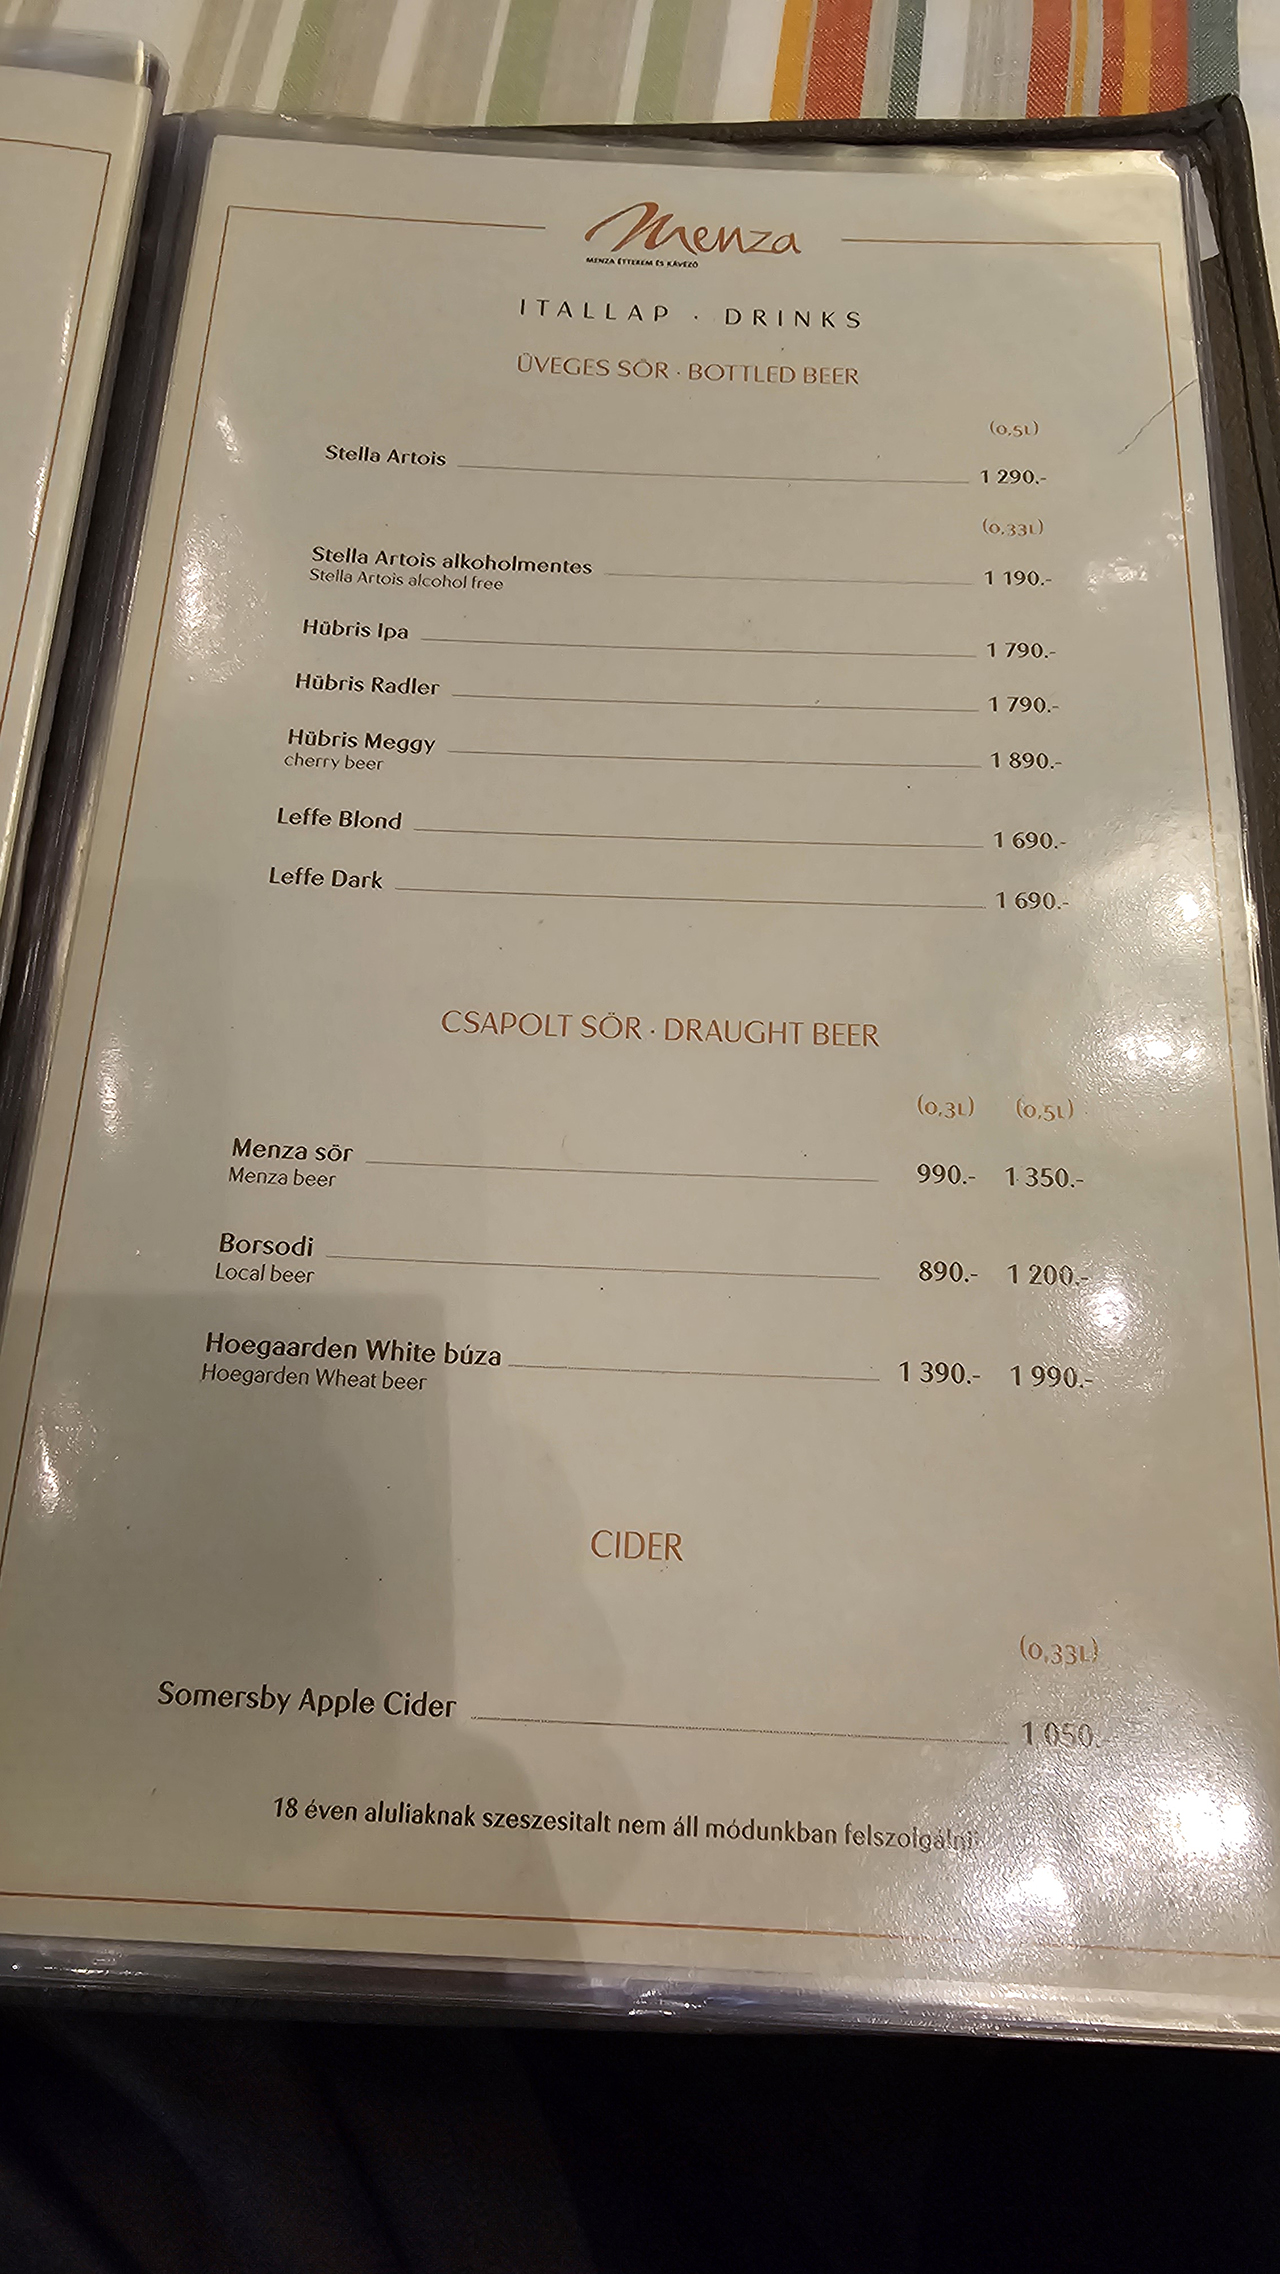 Menza
MENZA ÉTTEREM ÉS KÁVÉZÓ
ITALLAP · DRINKS
ÜVEGES SÖR · BOTTLED BEER
(0,5L)
Stella Artois 1 290.-
(0,33L)
Stella Artois alkoholmentes 1 190.-
Stella Artois alcohol free
Hübris Ipa 1 790.-
Hübris Radler 1 790.-
Hübris Meggy 1 890.-
cherry beer
Leffe Blond 1 690.-
Leffe Dark 1 690.-
CSAPOLT SÖR · DRAUGHT BEER
(0,3L) (0,5L)
Menza sör 990.- 1 350.-
Menza beer
Borsodi 890.- 1 200.-
Local beer
Hoegaarden White búza 1 390.- 1 990.-
Hoegarden Wheat beer
CIDER
(0,33L)
Somersby Apple Cider 1 050.-
18 éven aluliaknak szeszesitalt nem áll módunkban felszolgálni!